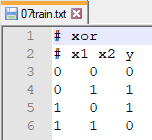 07train.txt
1 # xor
2 # x1 x2 y
3 0 0 0
4 0 1 1
5 1 0 1
6 1 1 0